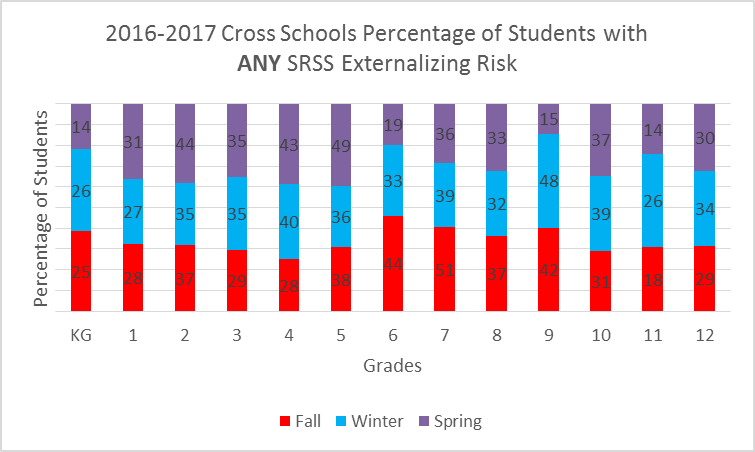 2016-2017 Cross Schools Percentage of Students with
ANY SRSS Externalizing Risk
Percentage of Students
14 31 44 35 43 49 19 36 33 15 37 14 30
26 27 35 35 40 36 33 39 32 48 39 26 34
25 28 37 29 28 38 44 51 37 42 31 18 29
KG 1 2 3 4 5 6 7 8 9 10 11 12
Grades
Fall Winter Spring